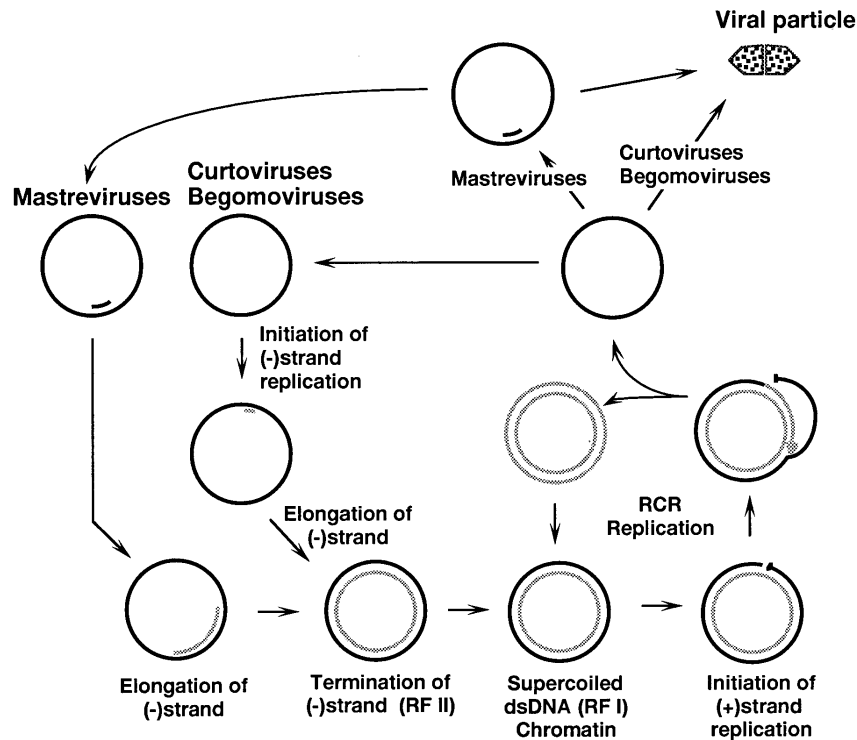 Viral particle
Curtoviruses
Begomoviruses
Mastreviruses
Mastreviruses
Curtoviruses
Begomoviruses
Initiation of
(-)strand
replication
Elongation of
(-)strand
RCR
Replication
Elongation of
(-)strand
Termination of
(-)strand (RF II)
Supercoiled
dsDNA (RF I)
Chromatin
Initiation of
(+)strand
replication